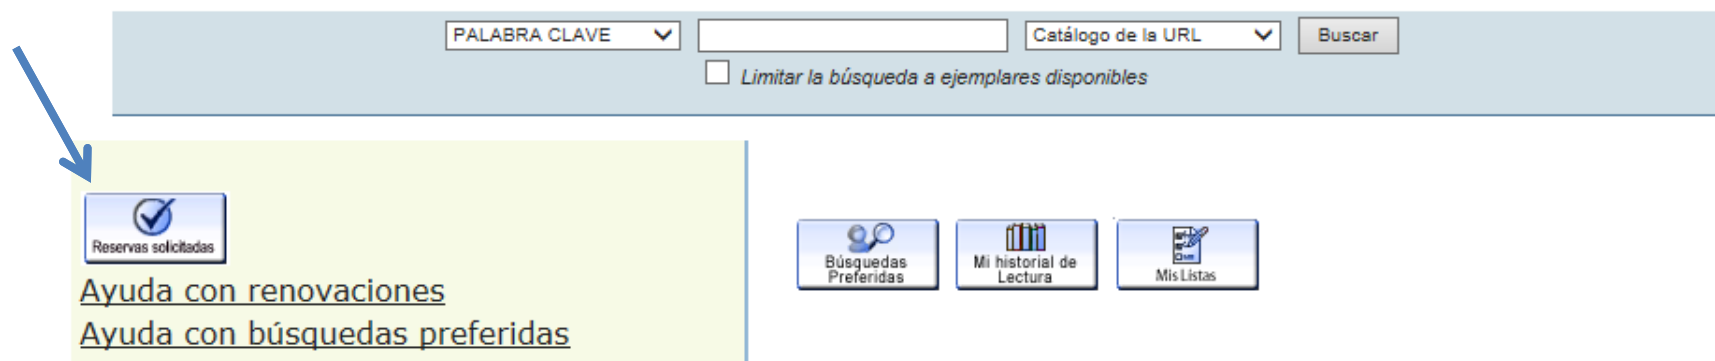 PALABRA CLAVE Catálogo de la URL Buscar
Limitar la búsqueda a ejemplares disponibles
Reservas solicitadas
Ayuda con renovaciones
Ayuda con búsquedas preferidas
Búsquedas
Preferidas
Mi historial de
Lectura
Mis Listas